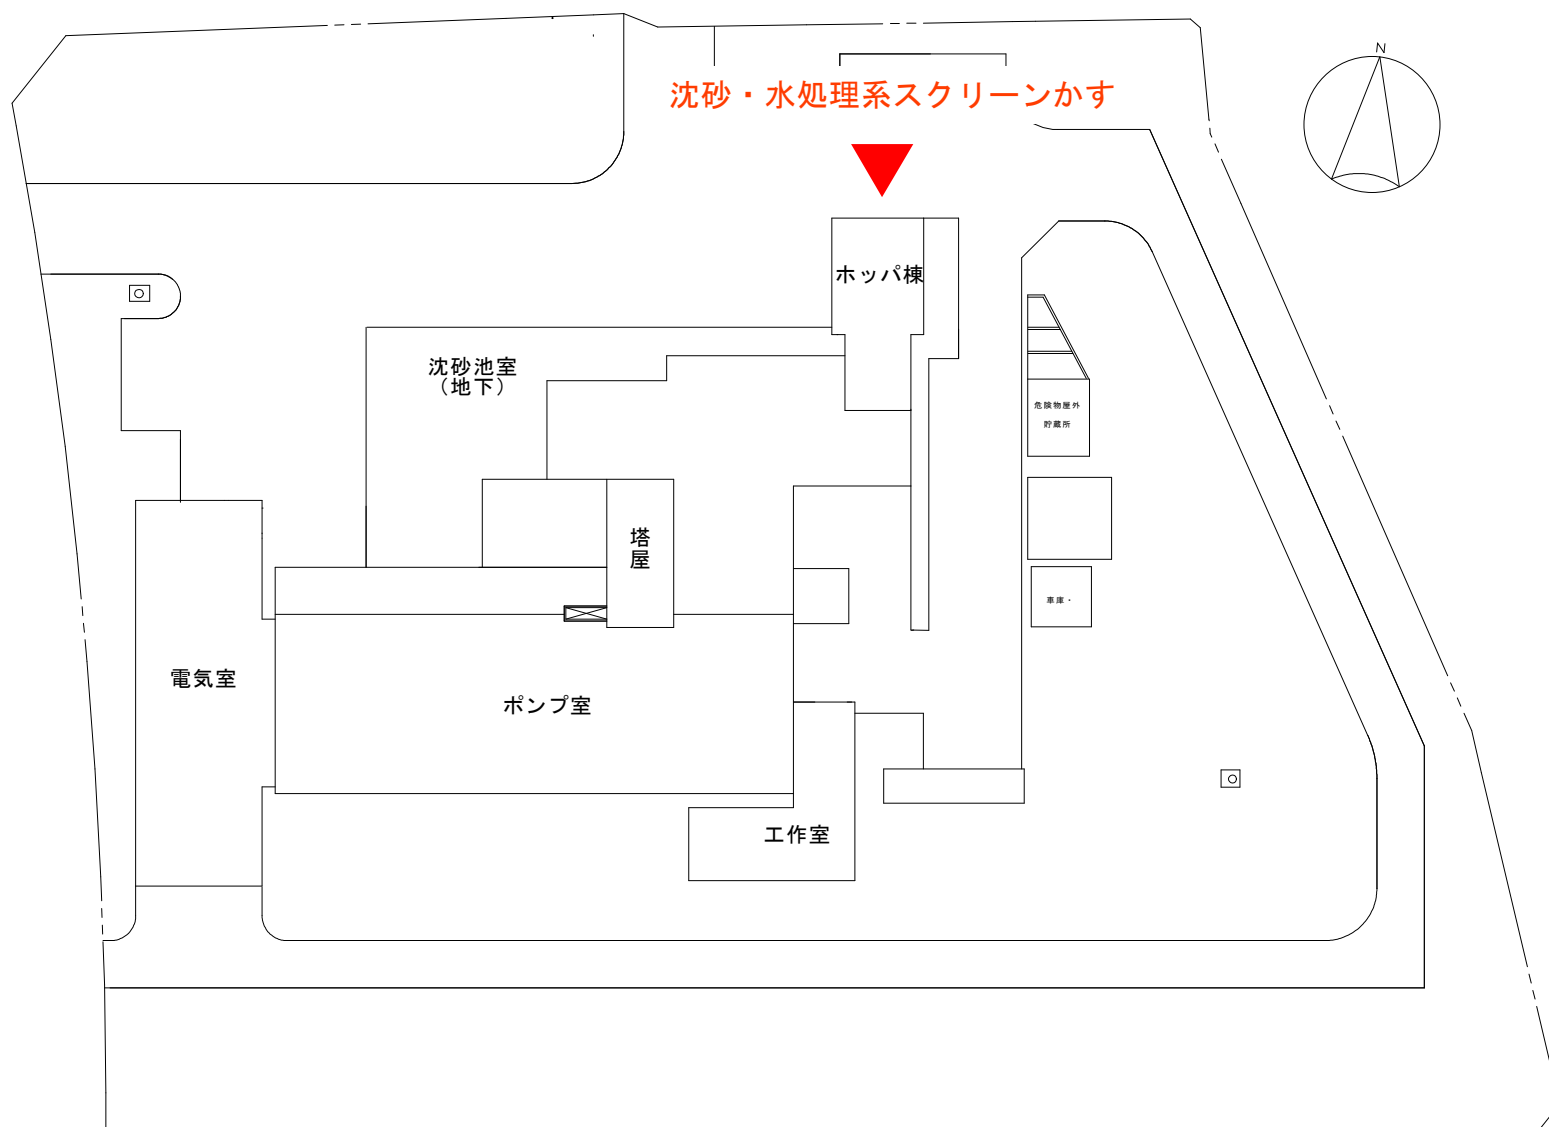 N
沈砂・水処理系スクリーンかす
ホッパ棟
沈砂池室
（地下）
危険物屋外
貯蔵所
塔屋
車庫・
電気室
ポンプ室
工作室